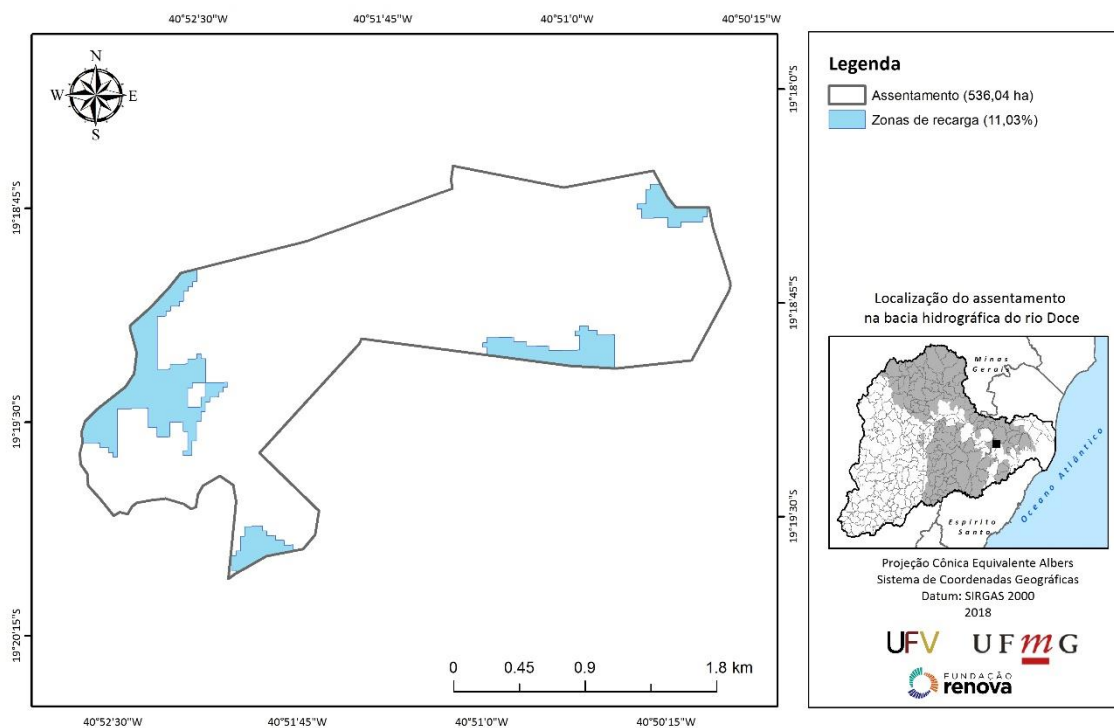 40°52'30"W 40°51'45"W 40°51'0"W 40°50'15"W
N
W E
S
19°18'45"S
19°19'30"S
19°20'15"S
19°18'0"S
19°18'45"S
19°19'30"S
0 0.45 0.9 1.8 km
40°52'30"W 40°51'45"W 40°51'0"W 40°50'15"W
Legenda
Assentamento (536,04 ha)
Zonas de recarga (11,03%)
Localização do assentamento
na bacia hidrográfica do rio Doce
Minas
Gerais
Oceano Atlântico
Espírito
Santo
Projeção Cônica Equivalente Albers
Sistema de Coordenadas Geográficas
Datum: SIRGAS 2000
2018
UFV UFmG
FUNDAÇÃO
renova